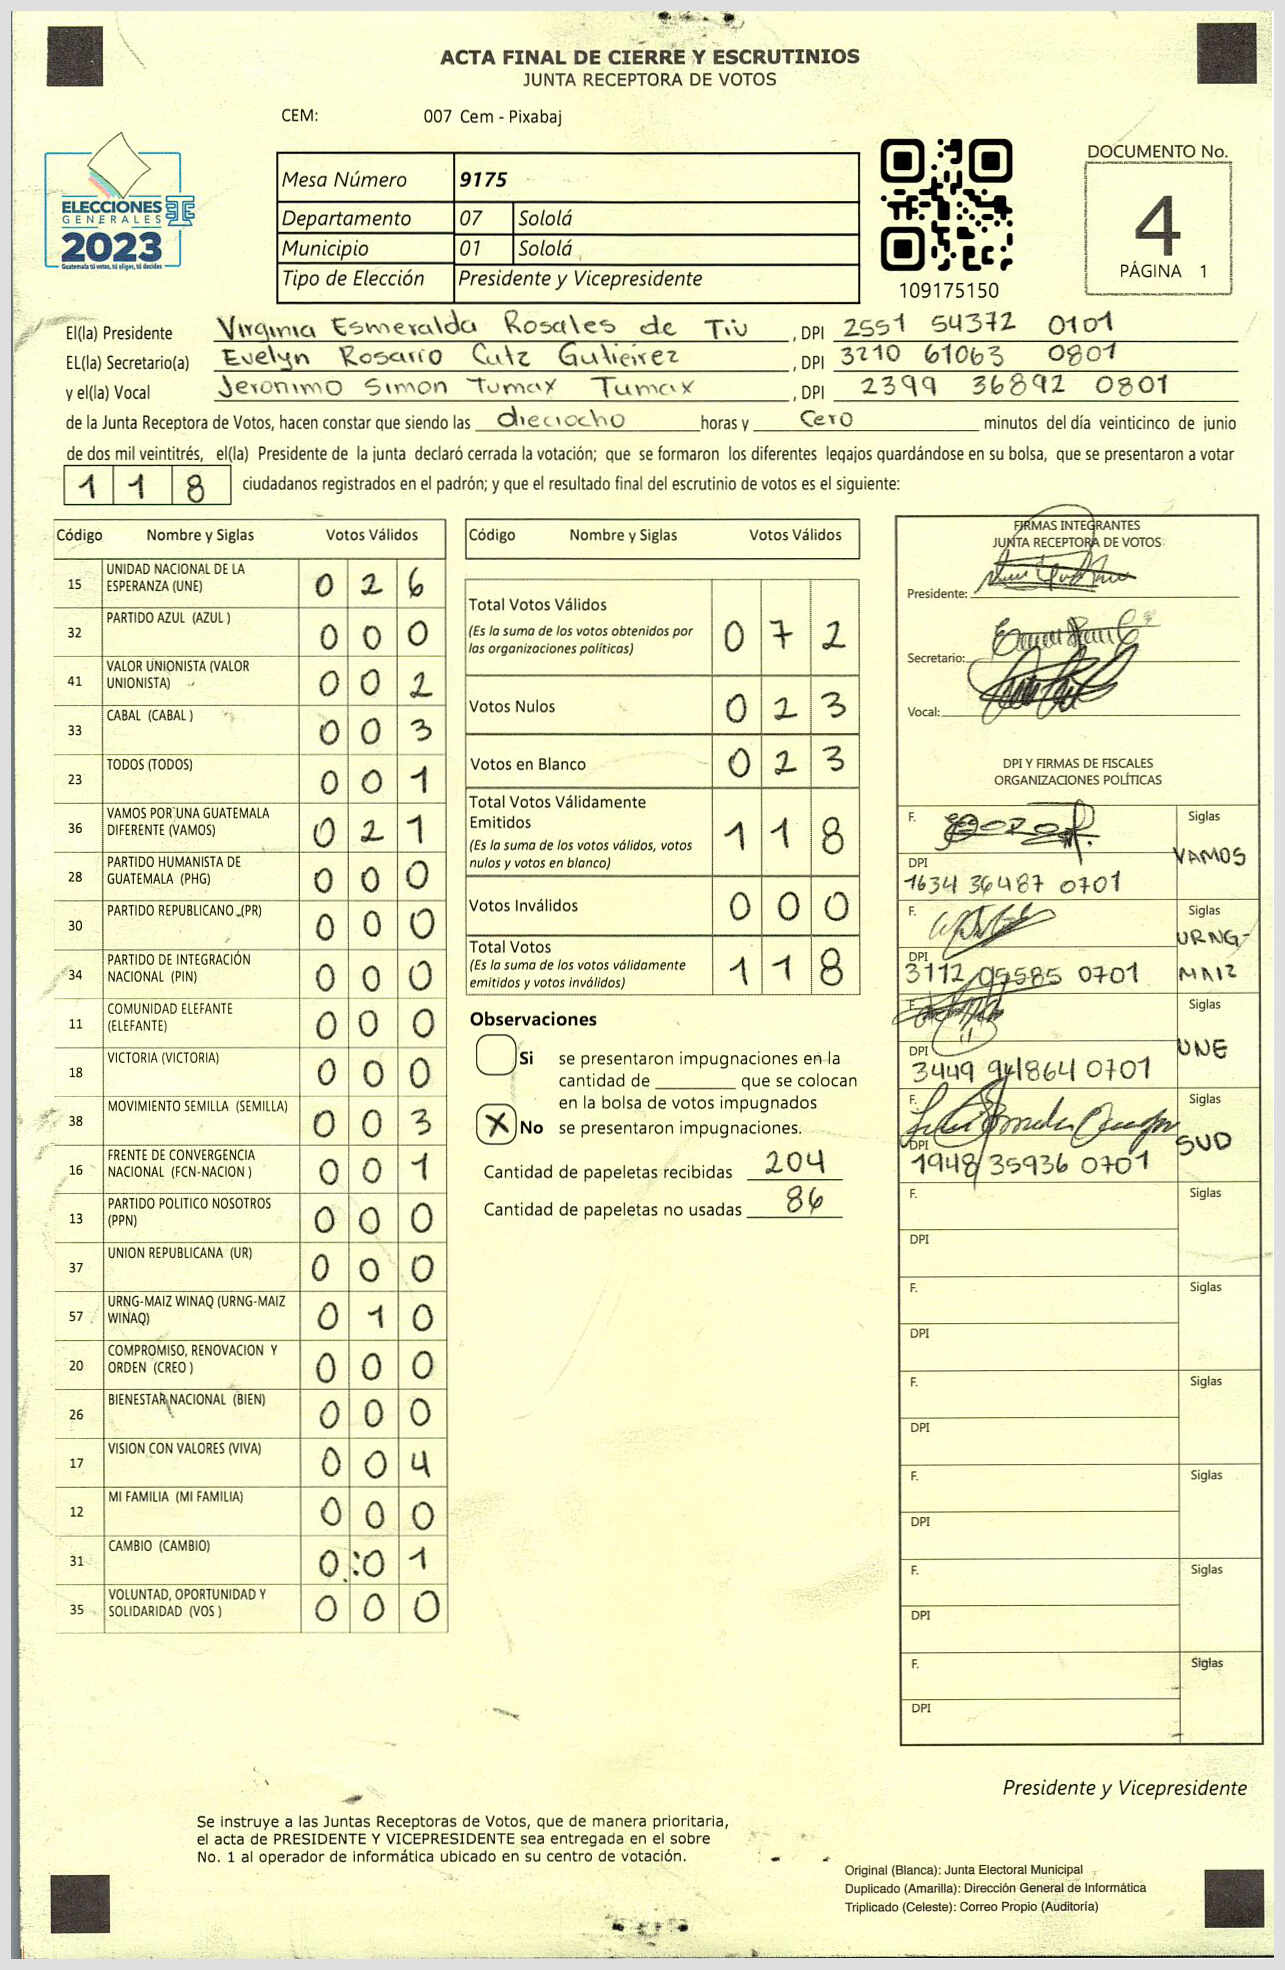 ACTA FINAL DE CIERRE Y ESCRUTINIOS
JUNTA RECEPTORA DE VOTOS
CEM: 007 Cem - Pixabaj
ELECCIONES
GENERALES
2023
Guatemala tú votas, tú eliges, tú decides
Mesa Número 9175
Departamento 07 Sololá
Municipio 01 Sololá
Tipo de Elección Presidente y Vicepresidente
109175150
DOCUMENTO No.
4
PÁGINA 1
El(la) Presidente Virginia Esmeralda Rosales de Tiu , DPI 2551 54372 0101
EL(la) Secretario(a) Evelyn Rosario Cutz Gutiérrez , DPI 3210 61063 0801
y el(la) Vocal Jeronimo Simon Tumax Tumax , DPI 2399 36892 0801
de la Junta Receptora de Votos, hacen constar que siendo las dieciocho horas y Cero minutos del día veinticinco de junio
de dos mil veintitrés, el(la) Presidente de la junta declaró cerrada la votación; que se formaron los diferentes legajos guardándose en su bolsa, que se presentaron a votar
1 1 8 ciudadanos registrados en el padrón; y que el resultado final del escrutinio de votos es el siguiente:
Código Nombre y Siglas Votos Válidos
15 UNIDAD NACIONAL DE LA ESPERANZA (UNE) 0 2 6
32 PARTIDO AZUL (AZUL ) 0 0 0
41 VALOR UNIONISTA (VALOR UNIONISTA) 0 0 2
33 CABAL (CABAL ) 0 0 3
23 TODOS (TODOS) 0 0 1
36 VAMOS POR UNA GUATEMALA DIFERENTE (VAMOS) 0 2 1
28 PARTIDO HUMANISTA DE GUATEMALA (PHG) 0 0 0
30 PARTIDO REPUBLICANO (PR) 0 0 0
34 PARTIDO DE INTEGRACIÓN NACIONAL (PIN) 0 0 0
11 COMUNIDAD ELEFANTE (ELEFANTE) 0 0 0
18 VICTORIA (VICTORIA) 0 0 0
38 MOVIMIENTO SEMILLA (SEMILLA) 0 0 3
16 FRENTE DE CONVERGENCIA NACIONAL (FCN-NACION ) 0 0 1
13 PARTIDO POLITICO NOSOTROS (PPN) 0 0 0
37 UNION REPUBLICANA (UR) 0 0 0
57 URNG-MAIZ WINAQ (URNG-MAIZ WINAQ) 0 1 0
20 COMPROMISO, RENOVACION Y ORDEN (CREO ) 0 0 0
26 BIENESTAR NACIONAL (BIEN) 0 0 0
17 VISION CON VALORES (VIVA) 0 0 4
12 MI FAMILIA (MI FAMILIA) 0 0 0
31 CAMBIO (CAMBIO) 0 0 1
35 VOLUNTAD, OPORTUNIDAD Y SOLIDARIDAD (VOS ) 0 0 0
Código Nombre y Siglas Votos Válidos
Total Votos Válidos 0 7 2
(Es la suma de los votos obtenidos por
las organizaciones políticas)
Votos Nulos 0 2 3
Votos en Blanco 0 2 3
Total Votos Válidamente
Emitidos 1 1 8
(Es la suma de los votos válidos, votos
nulos y votos en blanco)
Votos Inválidos 0 0 0
Total Votos 1 1 8
(Es la suma de los votos válidamente
emitidos y votos inválidos)
Observaciones
Si se presentaron impugnaciones en la
cantidad de ________ que se colocan
en la bolsa de votos impugnados
X No se presentaron impugnaciones.
Cantidad de papeletas recibidas 204
Cantidad de papeletas no usadas 86
FIRMAS INTEGRANTES
JUNTA RECEPTORA DE VOTOS
Presidente:
Secretario:
Vocal:
DPI Y FIRMAS DE FISCALES
ORGANIZACIONES POLÍTICAS
F. Siglas
VAMOS
DPI
1634 36487 0701
F. Siglas
URNG-
MAIZ
DPI
3112 05585 0701
F. Siglas
UNE
DPI
3449 941864 0701
F. Siglas
SUD
DPI
1948 35936 0701
F. Siglas
DPI
F. Siglas
DPI
F. Siglas
DPI
F. Siglas
DPI
F. Siglas
DPI
F. Siglas
DPI
Presidente y Vicepresidente
Se instruye a las Juntas Receptoras de Votos, que de manera prioritaria,
el acta de PRESIDENTE Y VICEPRESIDENTE sea entregada en el sobre
No. 1 al operador de informática ubicado en su centro de votación.
Original (Blanca): Junta Electoral Municipal
Duplicado (Amarilla): Dirección General de Informática
Triplicado (Celeste): Correo Propio (Auditoría)